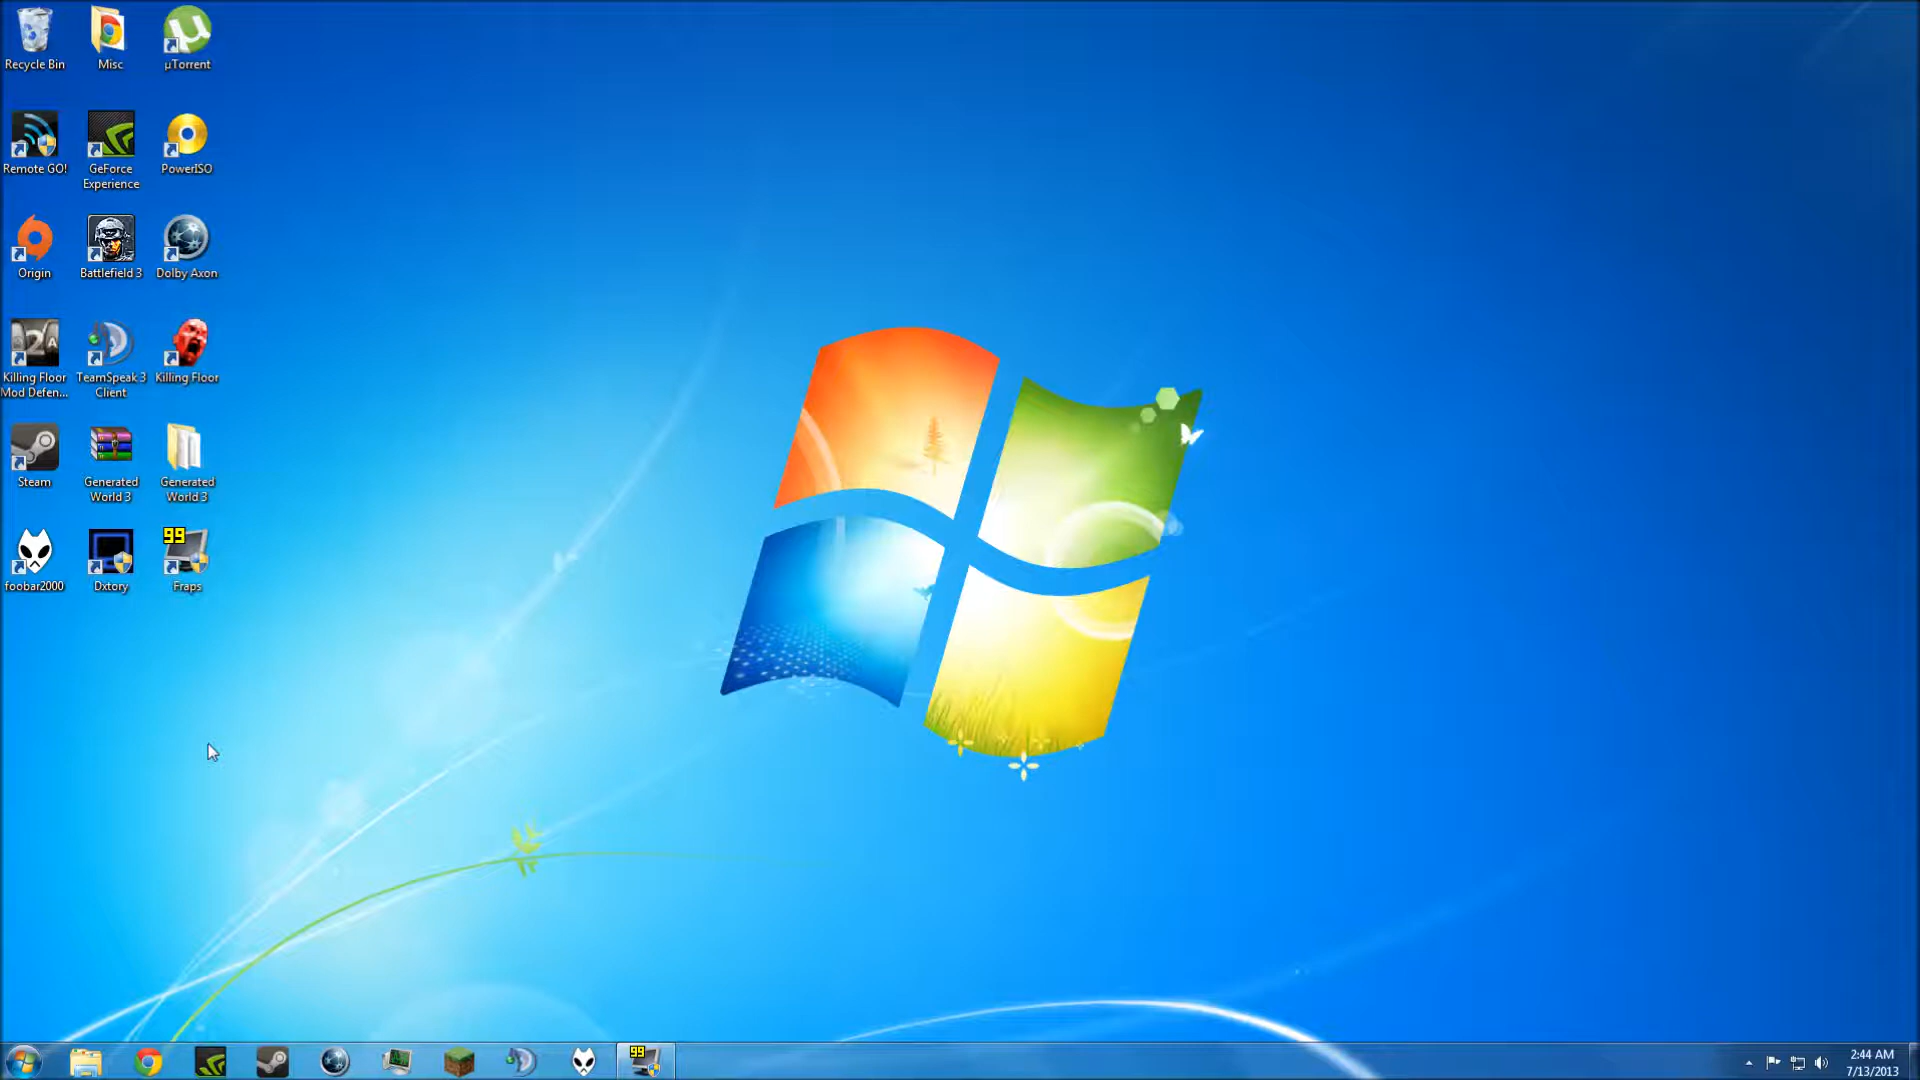 Recycle Bin
Misc
µTorrent
Remote GO!
GeForce
Experience
PowerISO
Origin
Battlefield 3
Dolby Axon
Killing Floor
Mod Defen...
TeamSpeak 3
Client
Killing Floor
Steam
Generated
World 3
Generated
World 3
foobar2000
Dxtory
99
Fraps
99
2:44 AM
7/13/2013